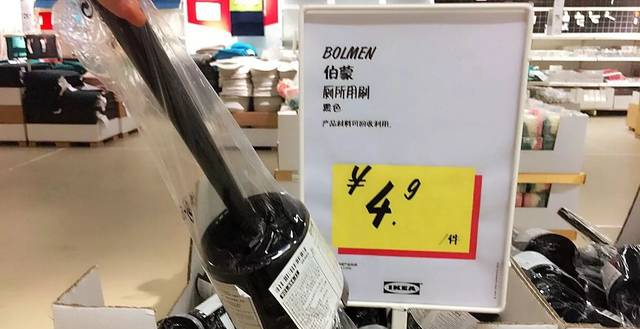 BOLMEN
伯蒙
厕所用刷
黑色
产品材料可回收利用.
￥4.9
/件
IKEA